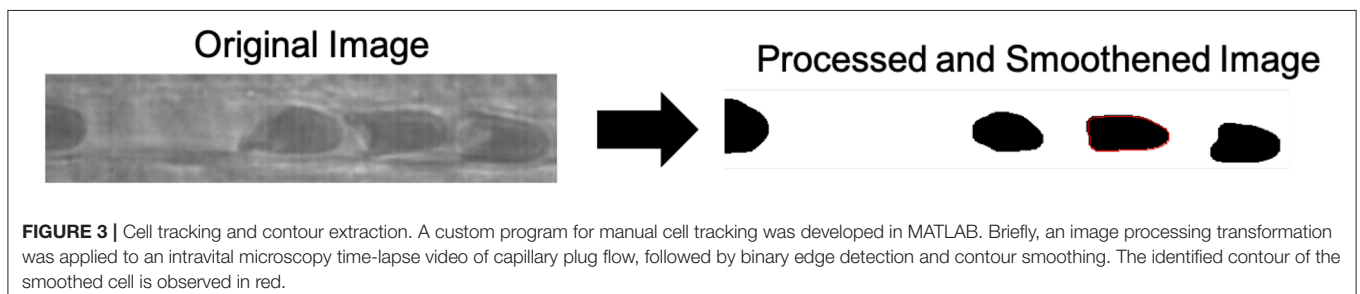 Original Image
Processed and Smoothened Image
FIGURE 3 | Cell tracking and contour extraction. A custom program for manual cell tracking was developed in MATLAB. Briefly, an image processing transformation
was applied to an intravital microscopy time-lapse video of capillary plug flow, followed by binary edge detection and contour smoothing. The identified contour of the
smoothed cell is observed in red.